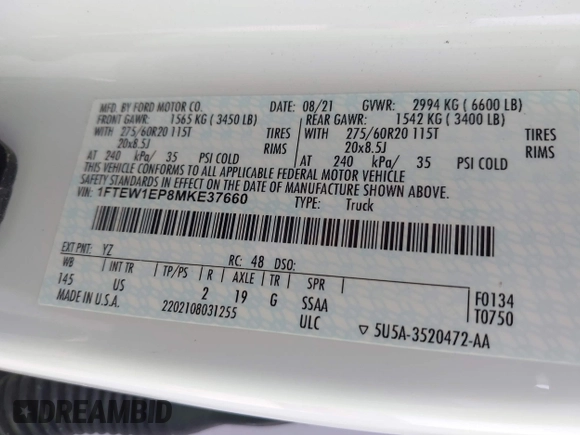 MFD. BY FORD MOTOR CO. 08/21 GVWR: 2994 KG ( 6600 LB)
FRONT GAWR: 1565 KG ( 3450 LB) REAR GAWR: 1542 KG ( 3400 LB)
WITH 275/60R20 115T TIRES WITH 275/60R20 115T TIRES
20x8.5J RIMS 20x8.5J RIMS
AT 240 kPa/ 35 PSI COLD AT 240 kPa/ 35 PSI COLD
THIS VEHICLE CONFORMS TO ALL APPLICABLE FEDERAL MOTOR VEHICLE
SAFETY STANDARDS IN EFFECT ON THE DATE OF MANUFACTURE SHOWN ABOVE.
VIN: 1FTEW1EP8MKE37660 TYPE: Truck
EXT PNT: YZ RC: 48 DSO:
WB INT TR TP/PS R AXLE TR SPR
145 US 2 19 G SSAA F0134
MADE IN U.S.A. 2202108031255 ULC T0750
▽ 5U5A-3520472-AA
DREAMBID